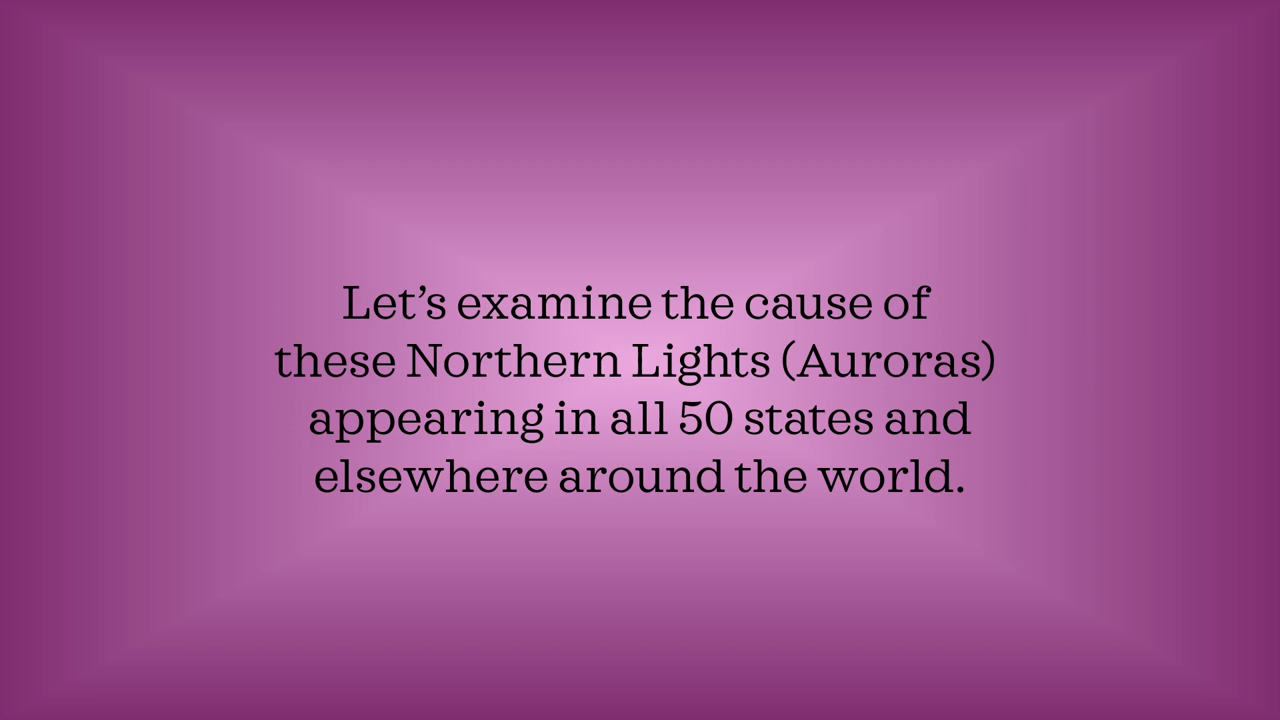 Let’s examine the cause of
these Northern Lights (Auroras)
appearing in all 50 states and
elsewhere around the world.